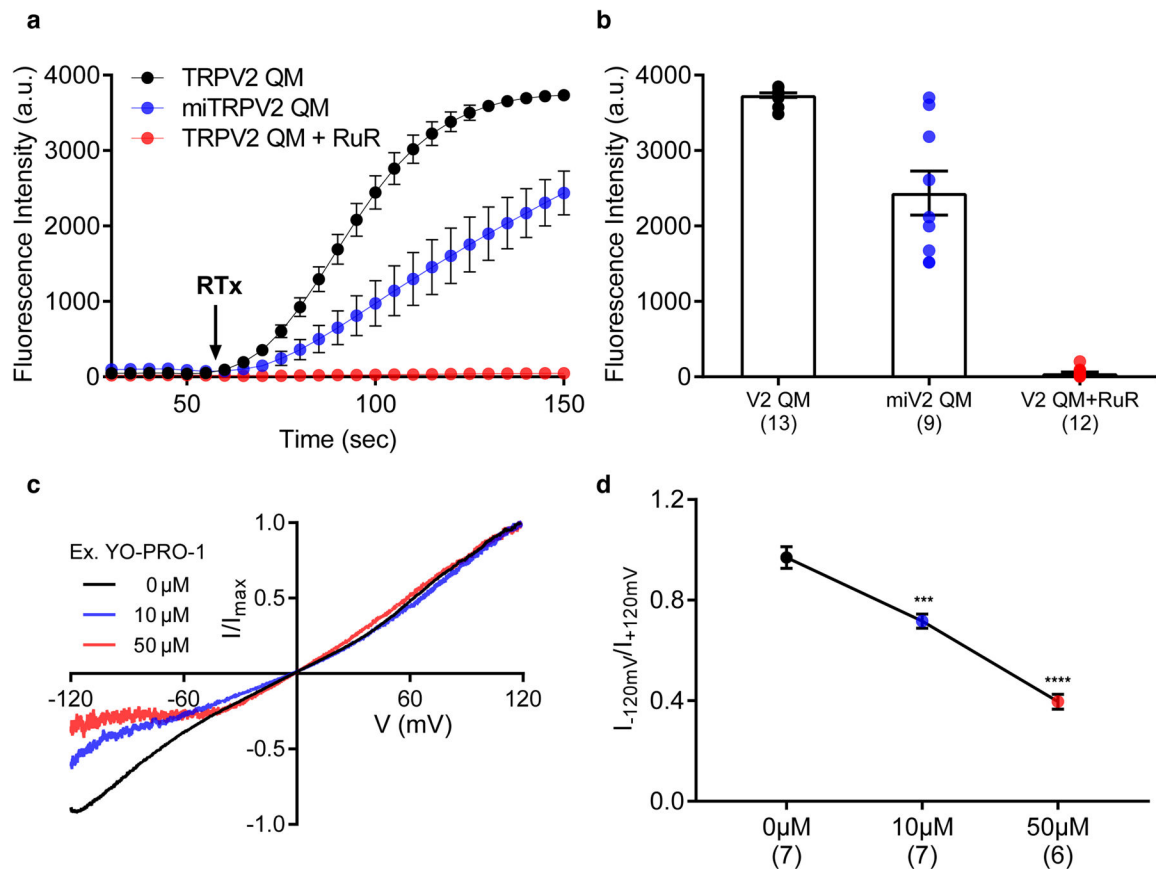 a
Fluorescence Intensity (a.u.)
4000
3000
2000
1000
0
TRPV2 QM
miTRPV2 QM
TRPV2 QM + RuR
RTx
50
100
150
Time (sec)
b
Fluorescence Intensity (a.u.)
4000
3000
2000
1000
0
V2 QM
(13)
miV2 QM
(9)
V2 QM+RuR
(12)
c
Ex. YO-PRO-1
0 μM
10 μM
50 μM
I/Imax
1.0
0.5
-120
-60
60
120
V (mV)
-0.5
-1.0
d
I-120mV/I+120mV
1.2
0.8
0.4
0.0
***
****
0μM
(7)
10μM
(7)
50μM
(6)